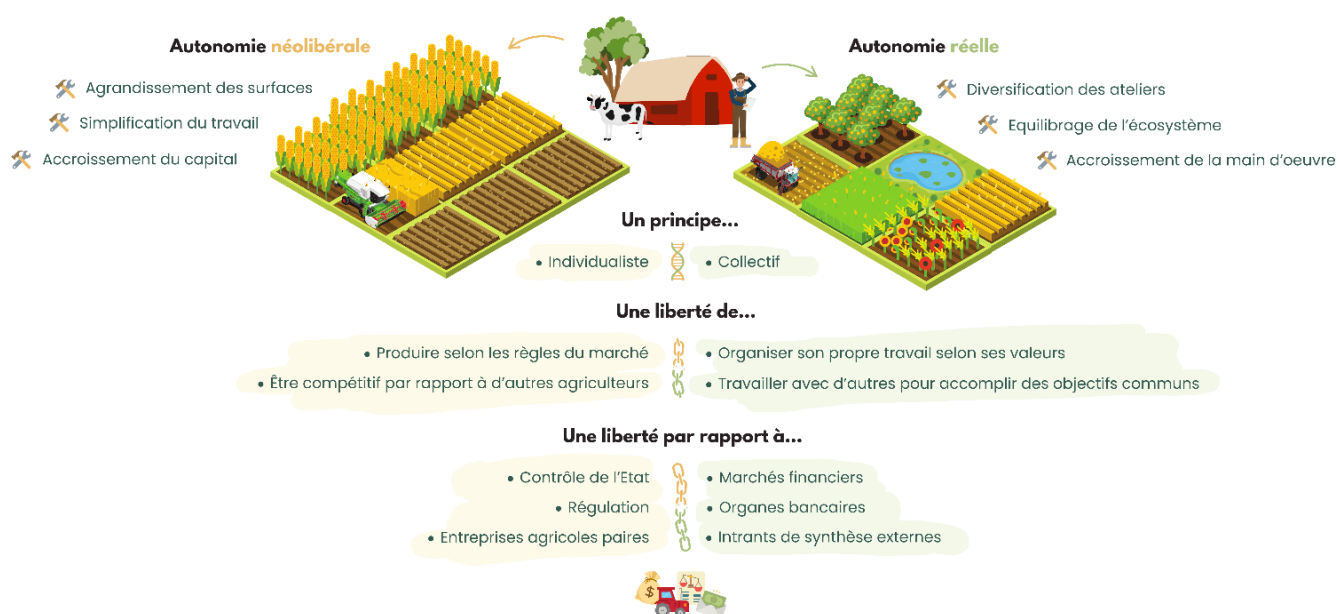 Autonomie néolibérale
Agrandissement des surfaces
Simplification du travail
Accroissement du capital
Autonomie réelle
Diversification des ateliers
Equilibrage de l'écosystème
Accroissement de la main d'oeuvre
Un principe...
• Individualiste
• Collectif
Une liberté de...
• Produire selon les règles du marché
• Organiser son propre travail selon ses valeurs
• Être compétitif par rapport à d'autres agriculteurs
• Travailler avec d'autres pour accomplir des objectifs communs
Une liberté par rapport à...
• Contrôle de l'Etat
• Marchés financiers
• Régulation
• Organes bancaires
• Entreprises agricoles paires
• Intrants de synthèse externes
$